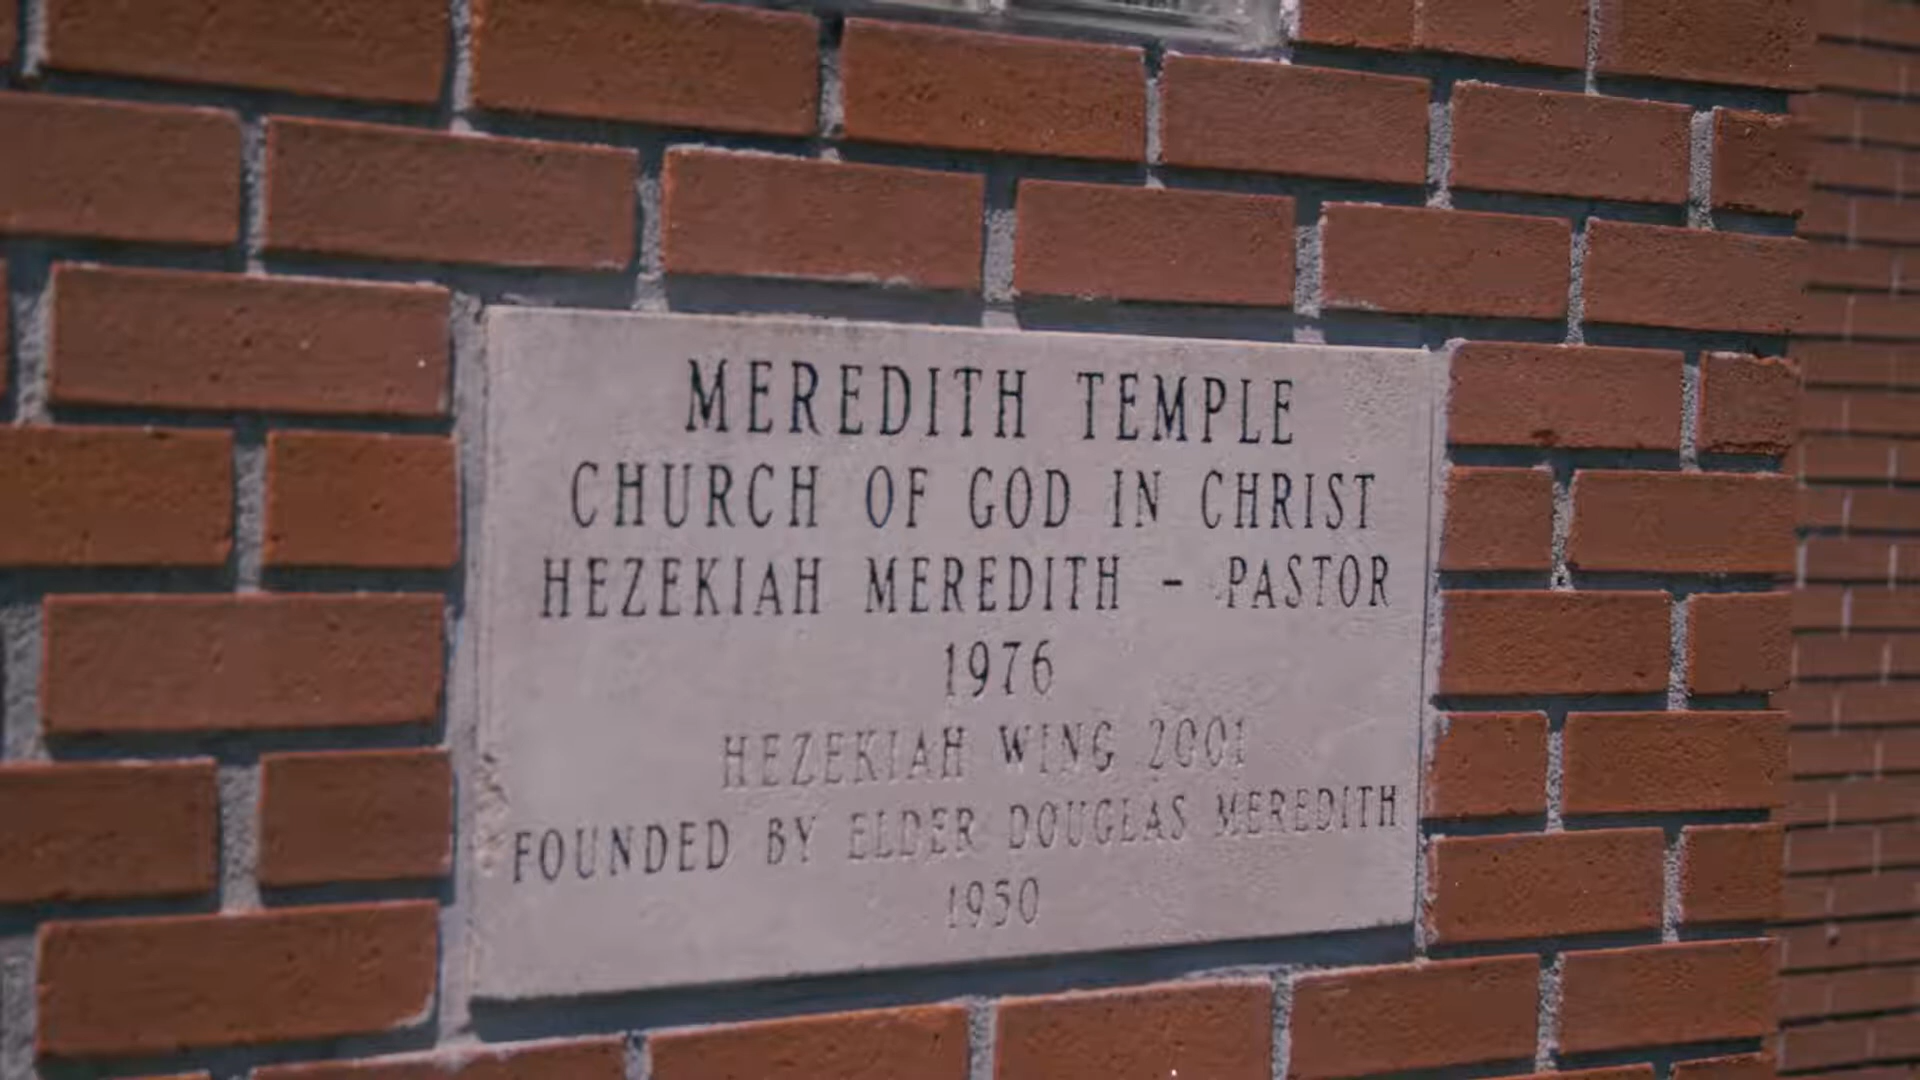 MEREDITH TEMPLE
CHURCH OF GOD IN CHRIST
HEZEKIAH MEREDITH - PASTOR
1976
HEZEKIAH WING 2001
FOUNDED BY ELDER DOUGLAS MEREDITH
1950